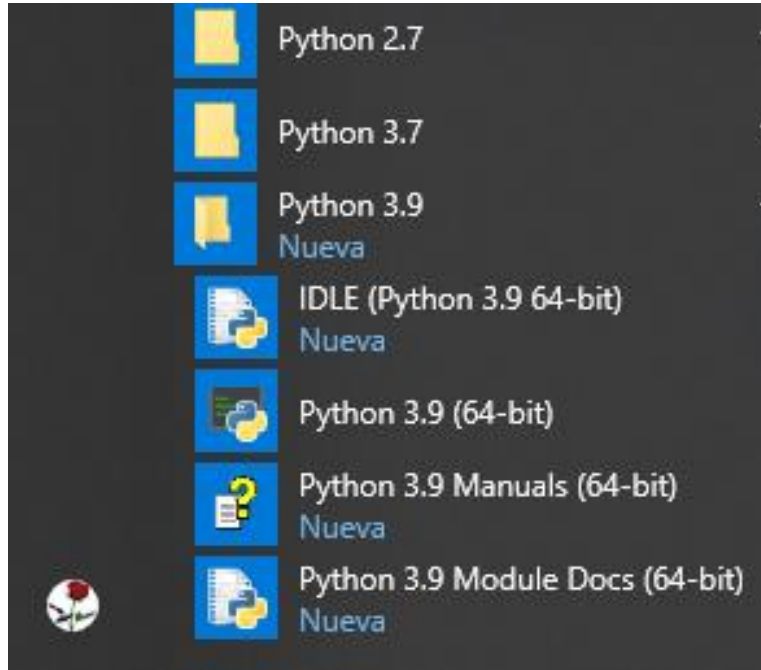 Python 2.7
Python 3.7
Python 3.9
Nueva
IDLE (Python 3.9 64-bit)
Nueva
Python 3.9 (64-bit)
Python 3.9 Manuals (64-bit)
Nueva
Python 3.9 Module Docs (64-bit)
Nueva